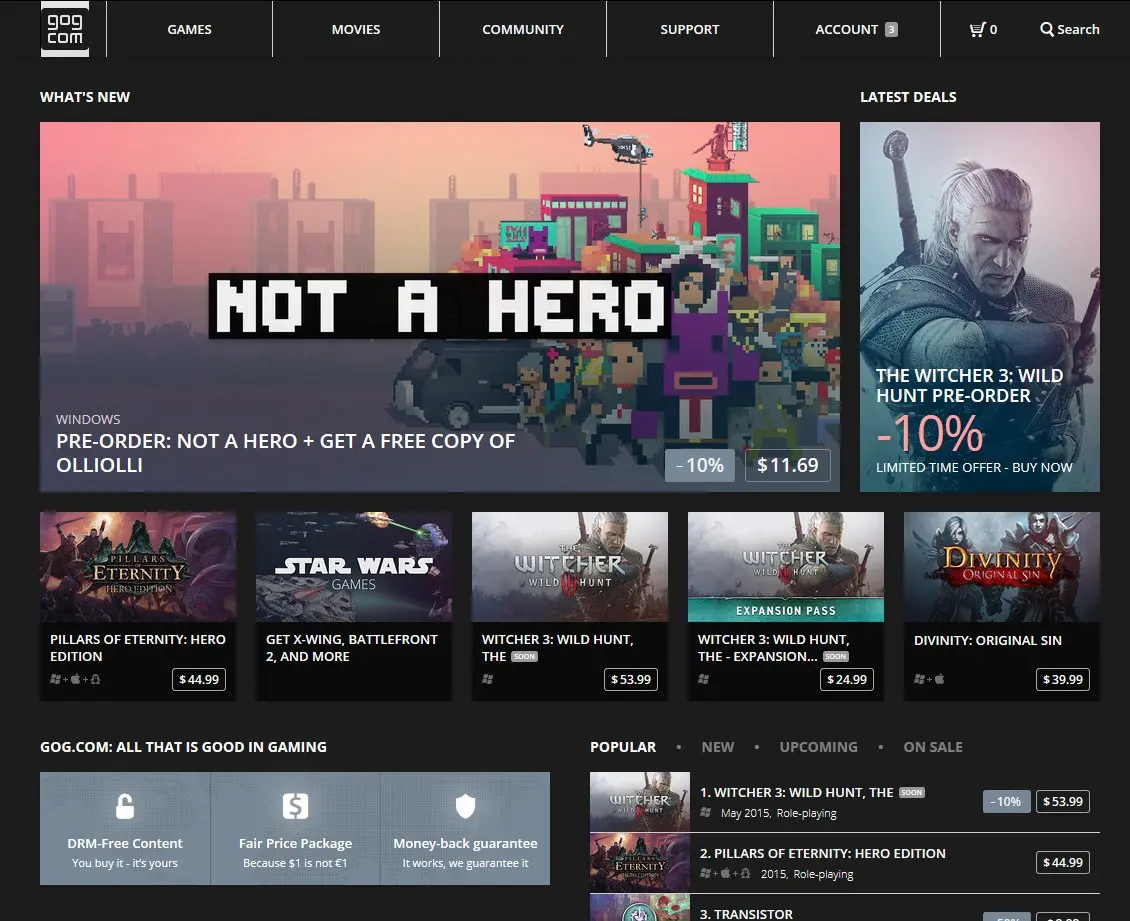 gog
com
GAMES
MOVIES
COMMUNITY
SUPPORT
ACCOUNT 3
0
Search
WHAT'S NEW
LATEST DEALS
NOT A HERO
WINDOWS
PRE-ORDER: NOT A HERO + GET A FREE COPY OF
OLLIOLLI
-10%
$11.69
THE WITCHER 3: WILD
HUNT PRE-ORDER
-10%
LIMITED TIME OFFER - BUY NOW
PILLARS
OF
ETERNITY
HERO EDITION
PILLARS OF ETERNITY: HERO
EDITION
$44.99
STAR WARS
GAMES
GET X-WING, BATTLEFRONT
2, AND MORE
THE
WITCHER
WILD HUNT
WITCHER 3: WILD HUNT,
THE SOON
$53.99
THE
WITCHER
WILD HUNT
EXPANSION PASS
WITCHER 3: WILD HUNT,
THE - EXPANSION... SOON
$24.99
DIVINITY
ORIGINAL SIN
DIVINITY: ORIGINAL SIN
$39.99
GOG.COM: ALL THAT IS GOOD IN GAMING
DRM-Free Content
You buy it - it's yours
Fair Price Package
Because $1 is not €1
Money-back guarantee
It works, we guarantee it
POPULAR • NEW • UPCOMING • ON SALE
WITCHER
WILD HUNT
1. WITCHER 3: WILD HUNT, THE SOON
May 2015, Role-playing
-10%
$53.99
PILLARS
ETERNITY
HERO EDITION
2. PILLARS OF ETERNITY: HERO EDITION
2015, Role-playing
$44.99
3. TRANSISTOR